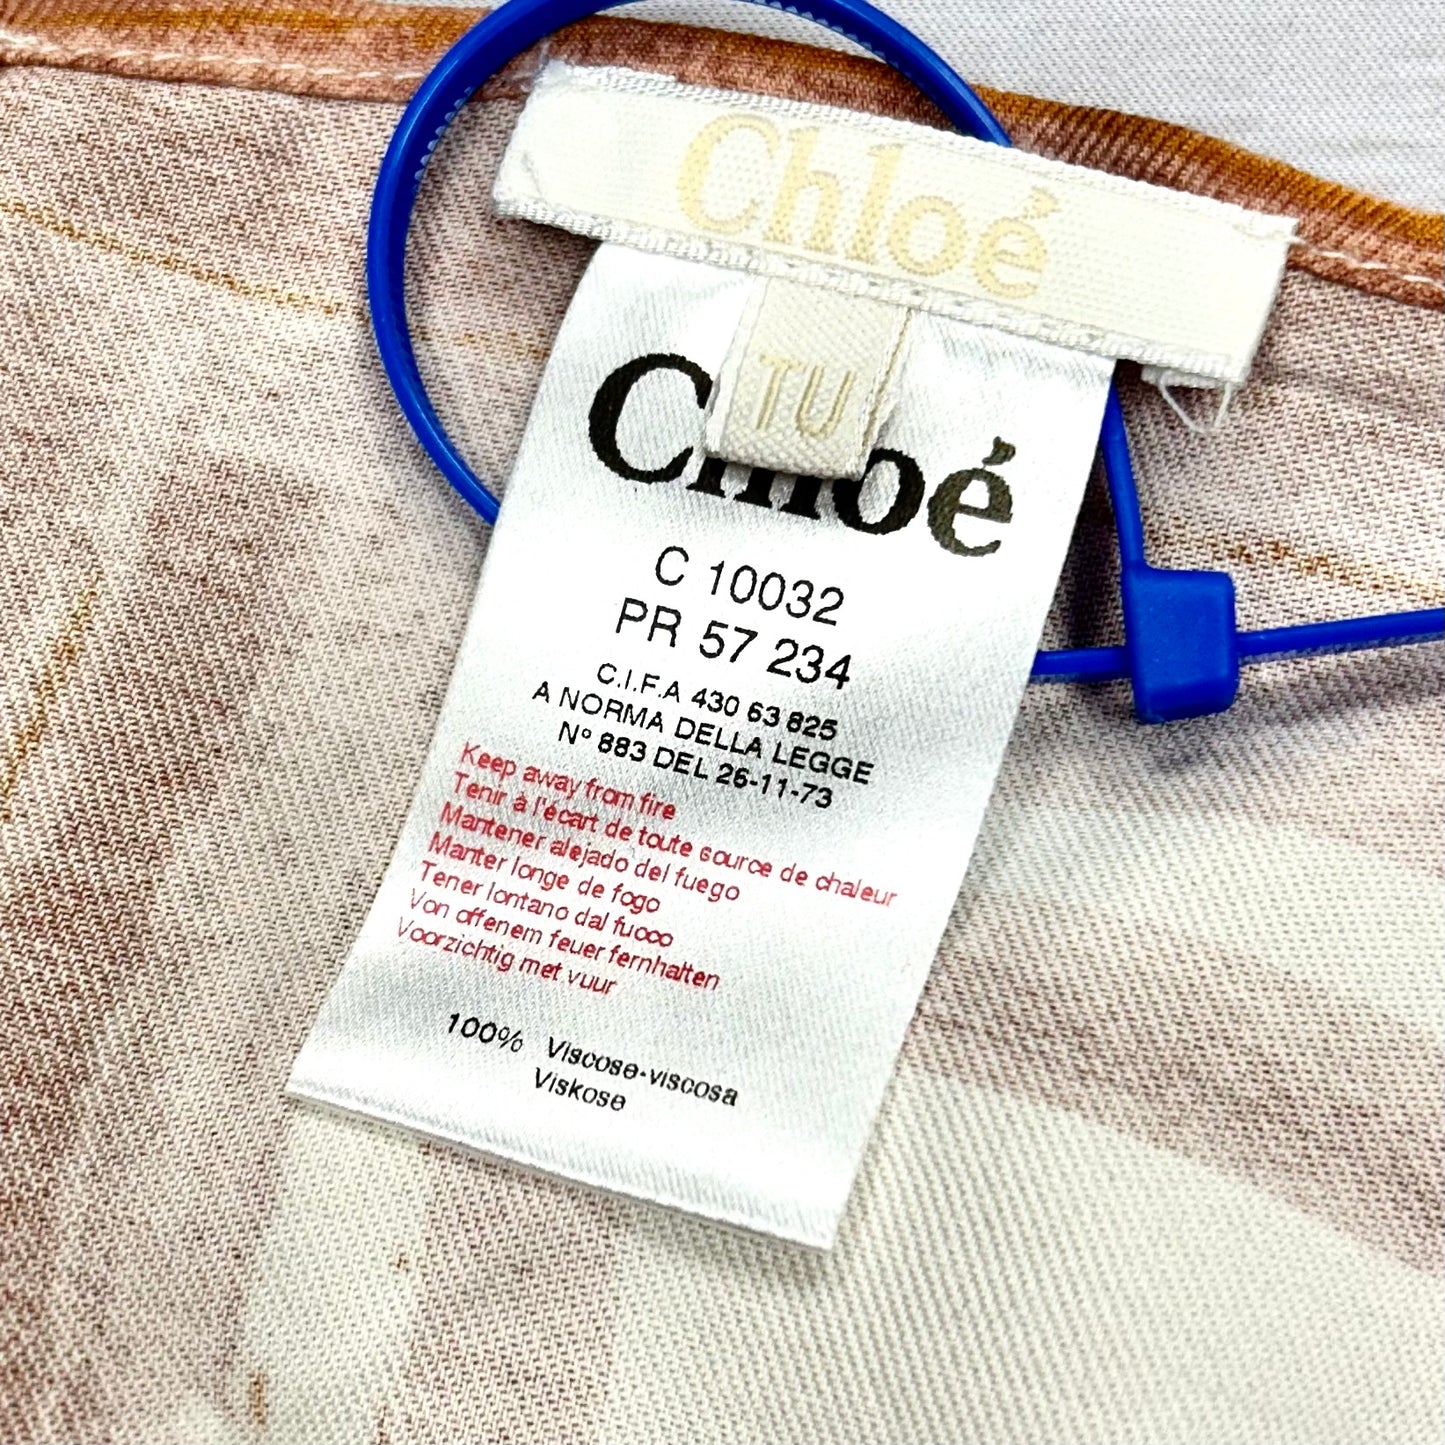 Chloé
TU
Chloé
C 10032
PR 57 234
C.I.F.A 430 63 825
A NORMA DELLA LEGGE
N° 883 DEL 26-11-73
Keep away from fire
Tenir à l'écart de toute source de chaleur
Mantener alejado del fuego
Manter longe de fogo
Tener lontano dal fuoco
Von offenem feuer fernhalten
Voorzichtig met vuur
100% Viscose-viscosa
Viskose